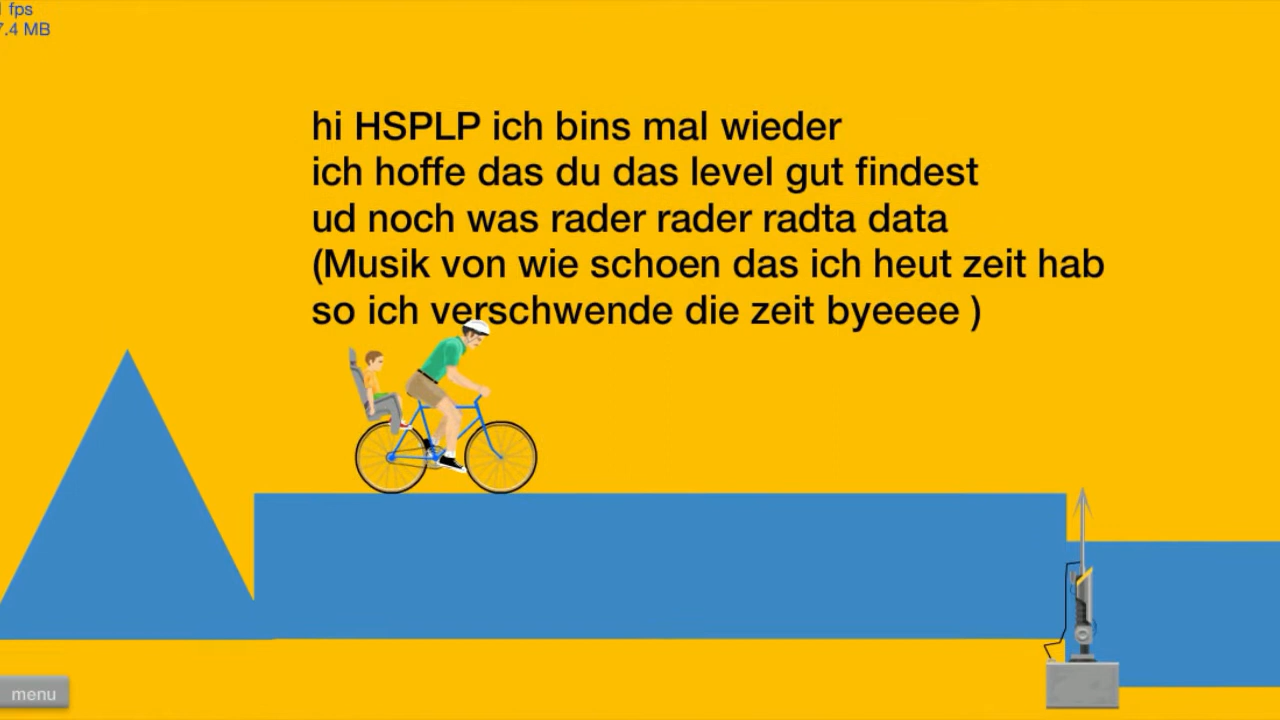 fps
7.4 MB
hi HSPLP ich bins mal wieder
ich hoffe das du das level gut findest
ud noch was rader rader radta data
(Musik von wie schoen das ich heut zeit hab
so ich verschwende die zeit byeeee )
menu